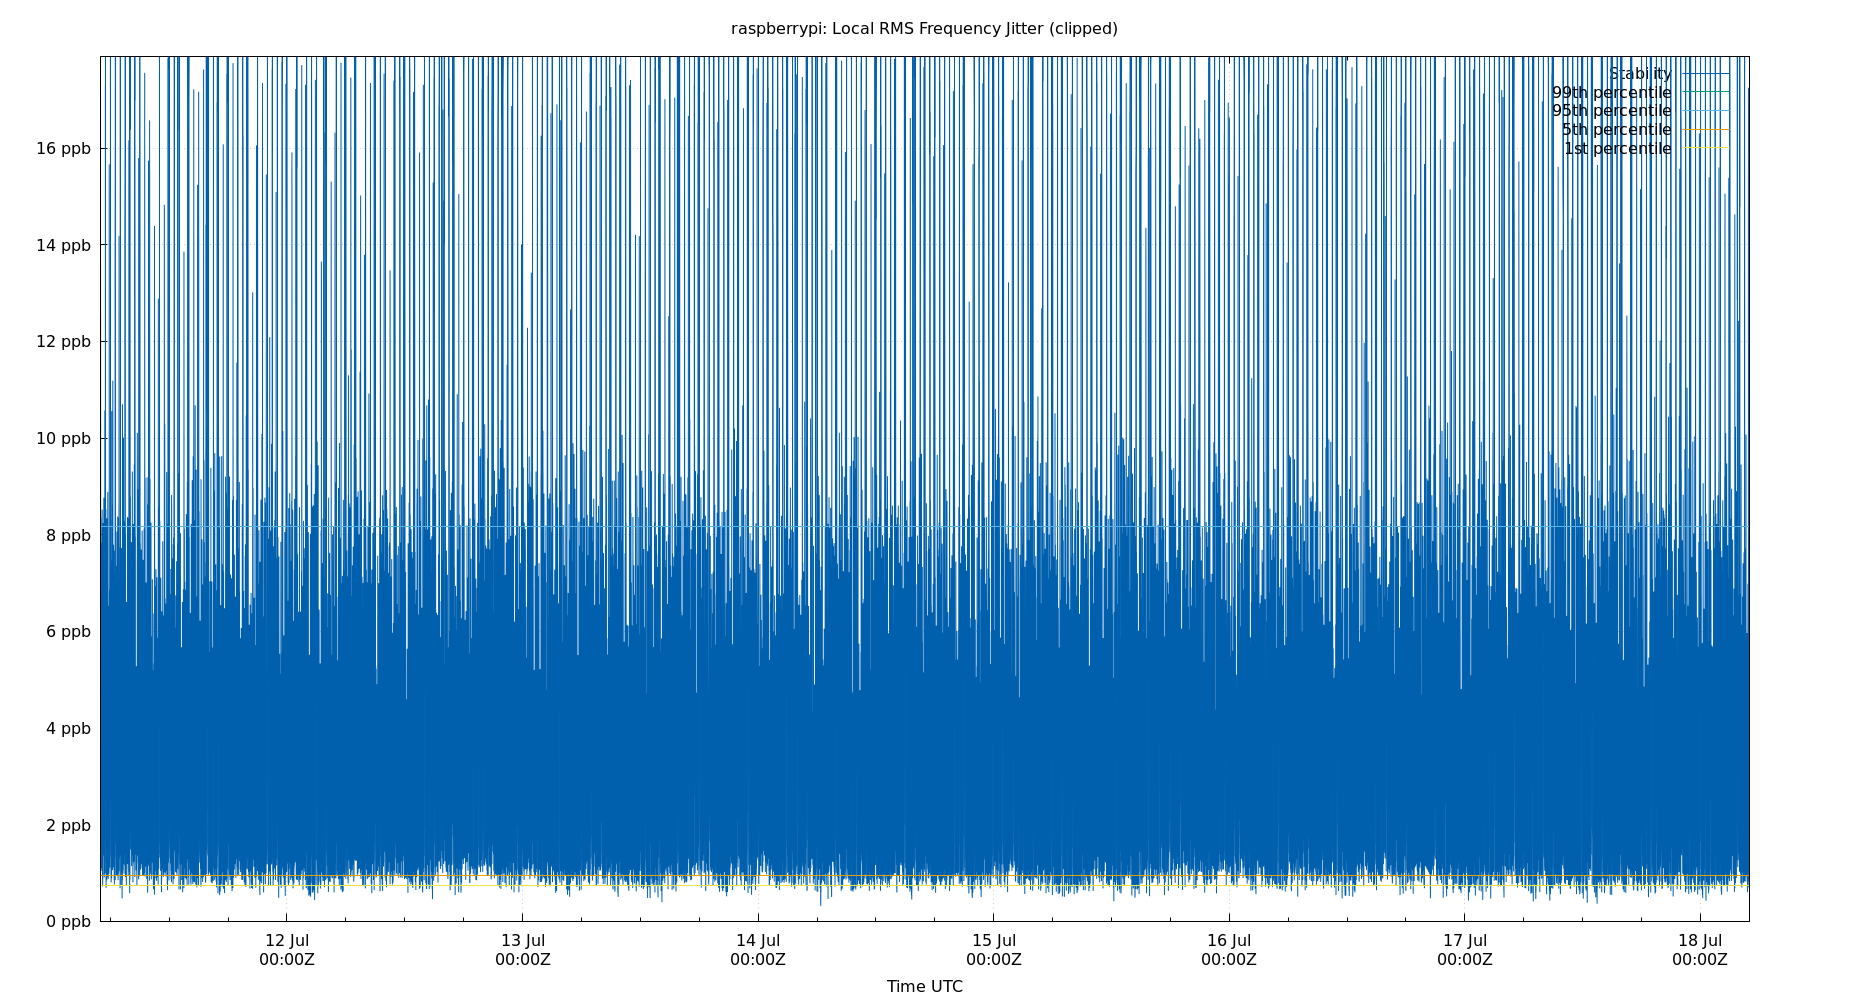 raspberrypi: Local RMS Frequency Jitter (clipped)
Stability
99th percentile
95th percentile
5th percentile
1st percentile
16 ppb
14 ppb
12 ppb
10 ppb
8 ppb
6 ppb
4 ppb
2 ppb
0 ppb
12 Jul 13 Jul 14 Jul 15 Jul 16 Jul 17 Jul 18 Jul
00:00Z 00:00Z 00:00Z 00:00Z 00:00Z 00:00Z 00:00Z
Time UTC